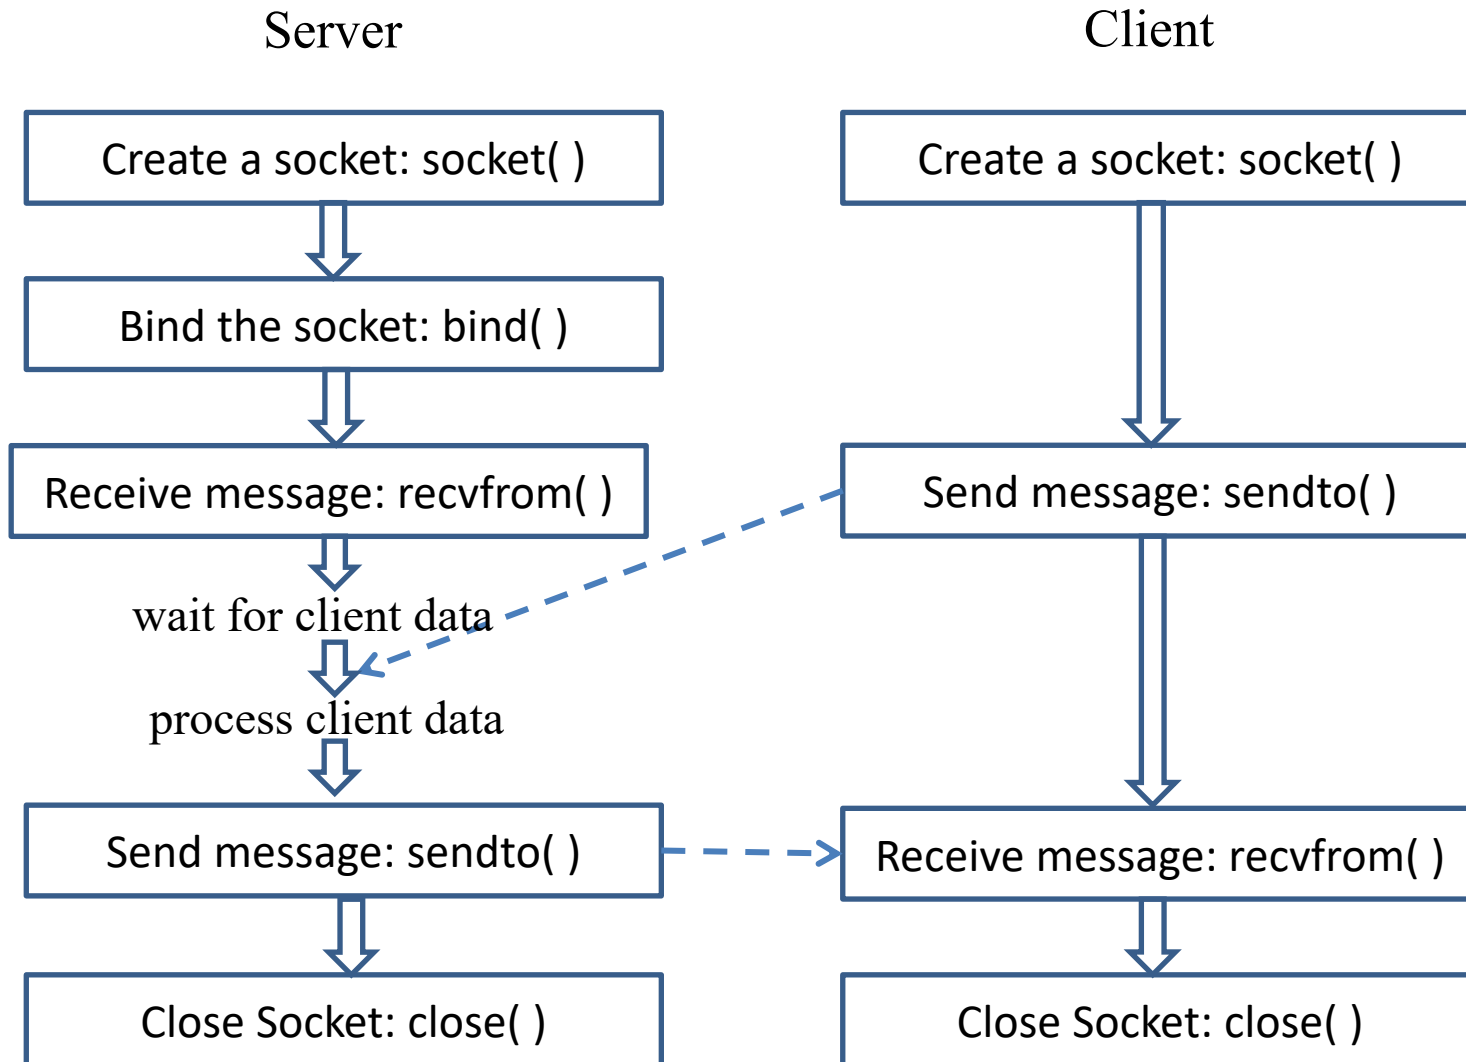 Server
Client
Create a socket: socket( )
Create a socket: socket( )
Bind the socket: bind( )
Receive message: recvfrom( )
Send message: sendto( )
wait for client data
process client data
Send message: sendto( )
Receive message: recvfrom( )
Close Socket: close( )
Close Socket: close( )